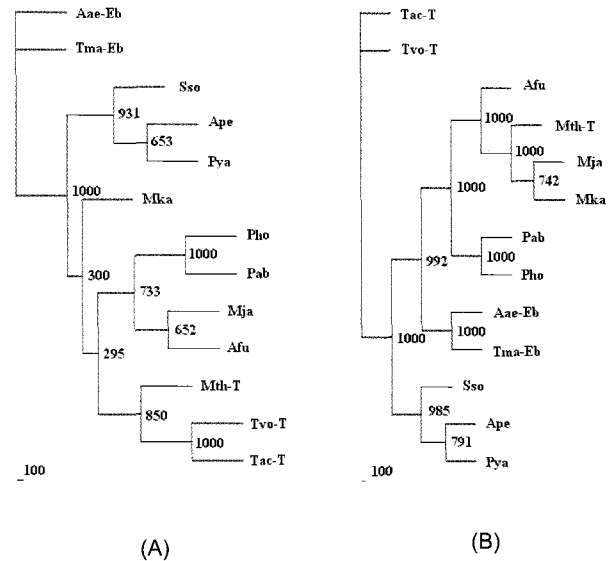 Aae-Eb
Tma-Eb
Sso
931
Ape
653
Pya
1000
Mka
Pho
1000
Pab
300
733
Mja
652
Afu
295
Mth-T
850
Tvo-T
1000
Tac-T
100
(A)
Tac-T
Tvo-T
Afu
1000
Mth-T
1000
Mja
742
Mka
1000
Pab
1000
Pho
992
Aae-Eb
1000
Tma-Eb
1000
Sso
985
Ape
791
Pya
100
(B)